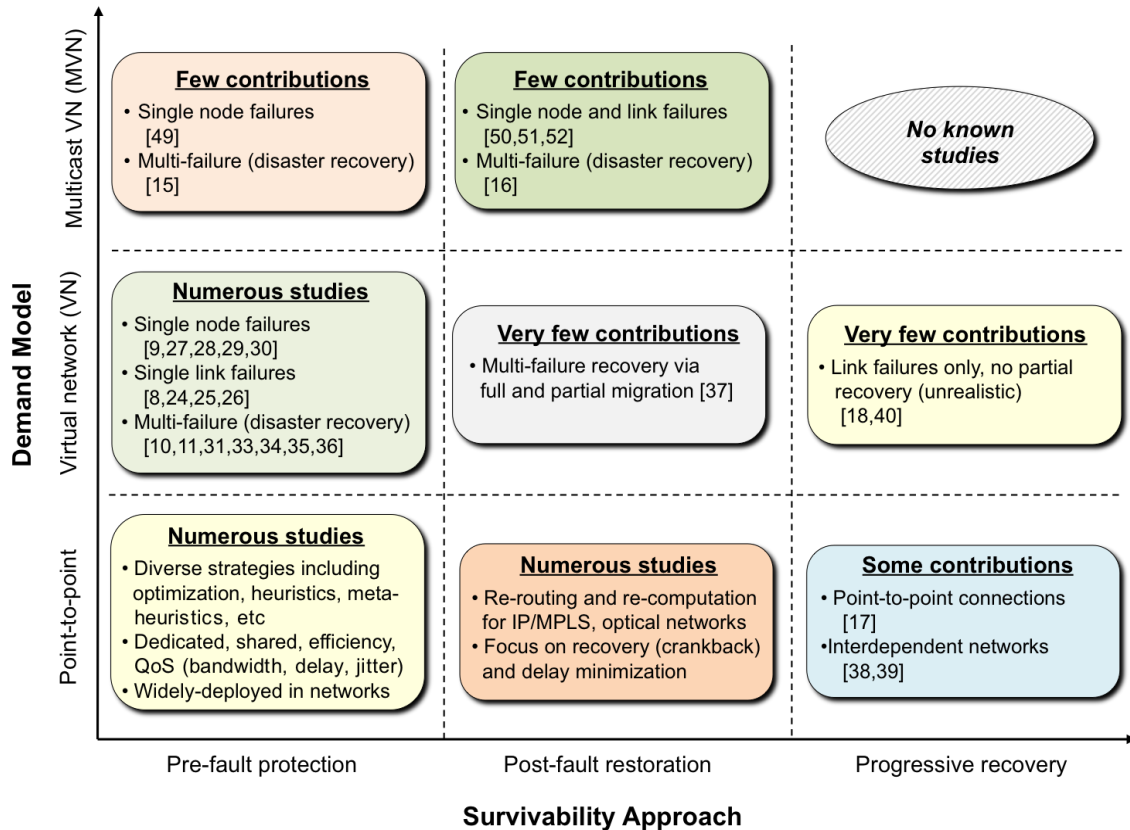 Demand Model
Multicast VN (MVN)
Few contributions
• Single node failures
[49]
• Multi-failure (disaster recovery)
[15]
Few contributions
• Single node and link failures
[50,51,52]
• Multi-failure (disaster recovery)
[16]
No known
studies
Virtual network (VN)
Numerous studies
• Single node failures
[9,27,28,29,30]
• Single link failures
[8,24,25,26]
• Multi-failure (disaster recovery)
[10,11,31,33,34,35,36]
Very few contributions
• Multi-failure recovery via
full and partial migration [37]
Very few contributions
• Link failures only, no partial
recovery (unrealistic)
[18,40]
Point-to-point
Numerous studies
• Diverse strategies including
optimization, heuristics, meta-
heuristics, etc
• Dedicated, shared, efficiency,
QoS (bandwidth, delay, jitter)
• Widely-deployed in networks
Numerous studies
• Re-routing and re-computation
for IP/MPLS, optical networks
• Focus on recovery (crankback)
and delay minimization
Some contributions
• Point-to-point connections
[17]
•Interdependent networks
[38,39]
Pre-fault protection
Post-fault restoration
Progressive recovery
Survivability Approach